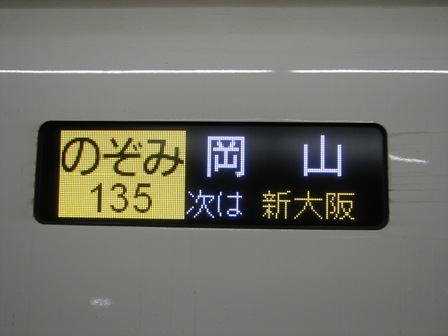 のぞみ 岡山
135 次は 新大阪